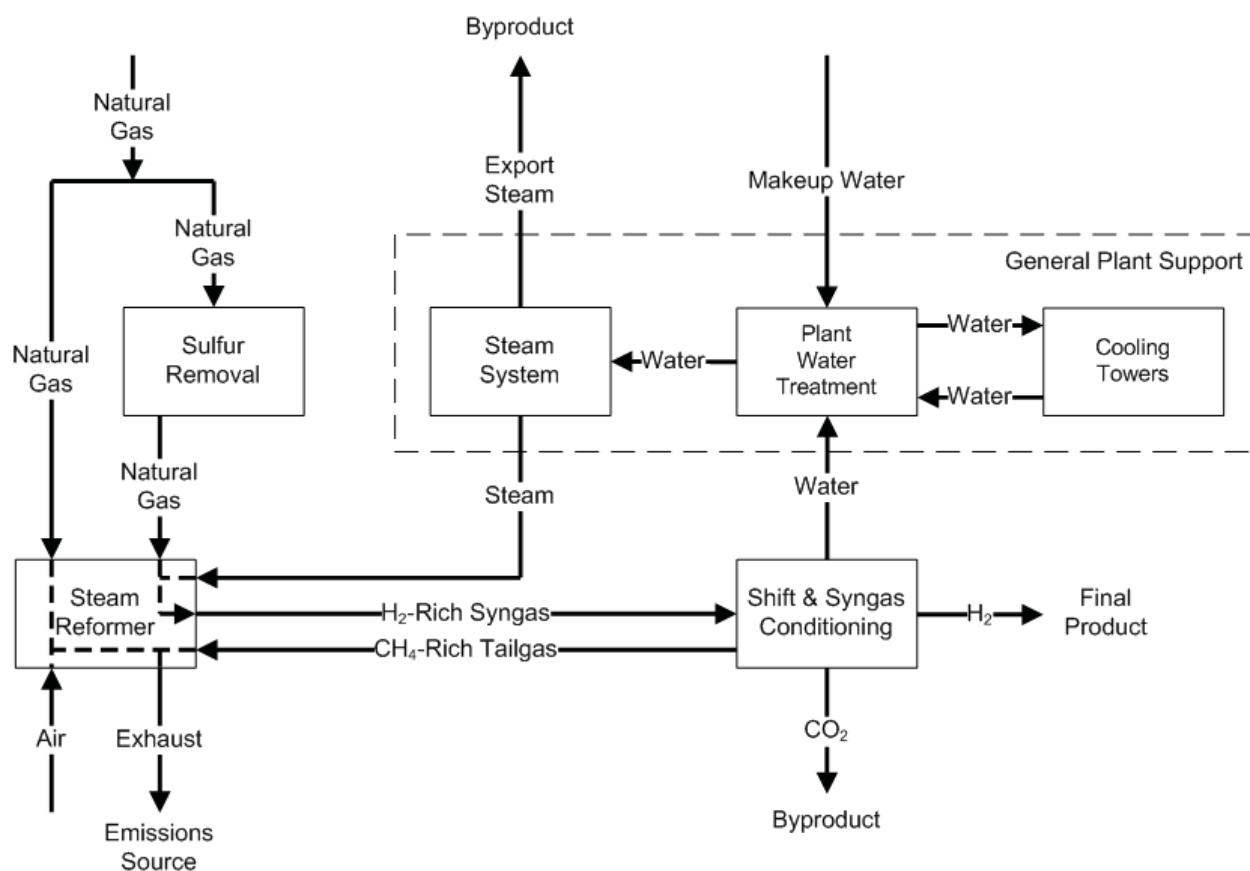 Byproduct
Natural
Gas
Export
Steam
Makeup Water
Natural
Gas
Natural
Gas
General Plant Support
Natural
Gas
Sulfur
Removal
Steam
System
Water
Plant
Water
Treatment
Water
Water
Cooling
Towers
Natural
Gas
Steam
Water
Steam
Reformer
H₂-Rich Syngas
CH₄-Rich Tailgas
Shift & Syngas
Conditioning
H₂
Final
Product
Air
Exhaust
CO₂
Emissions
Source
Byproduct